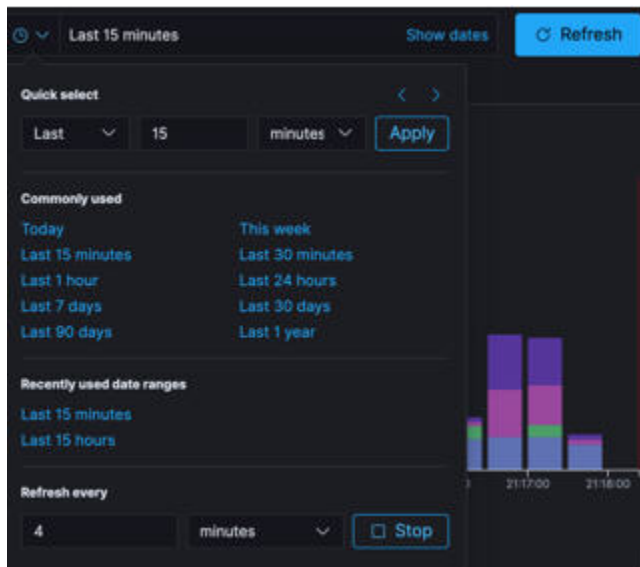 Last 15 minutes Show dates Refresh
Quick select
Last 15 minutes Apply
Commonly used
Today This week
Last 15 minutes Last 30 minutes
Last 1 hour Last 24 hours
Last 7 days Last 30 days
Last 90 days Last 1 year
Recently used date ranges
Last 15 minutes
Last 15 hours
21:17:00 21:18:00
Refresh every
4 minutes Stop